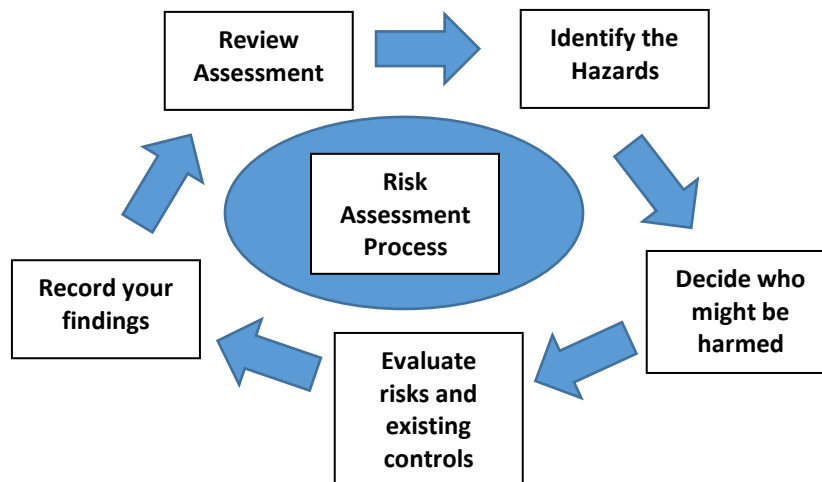 Review
Assessment
Identify the
Hazards
Risk
Assessment
Process
Decide who
might be
harmed
Evaluate
risks and
existing
controls
Record your
findings